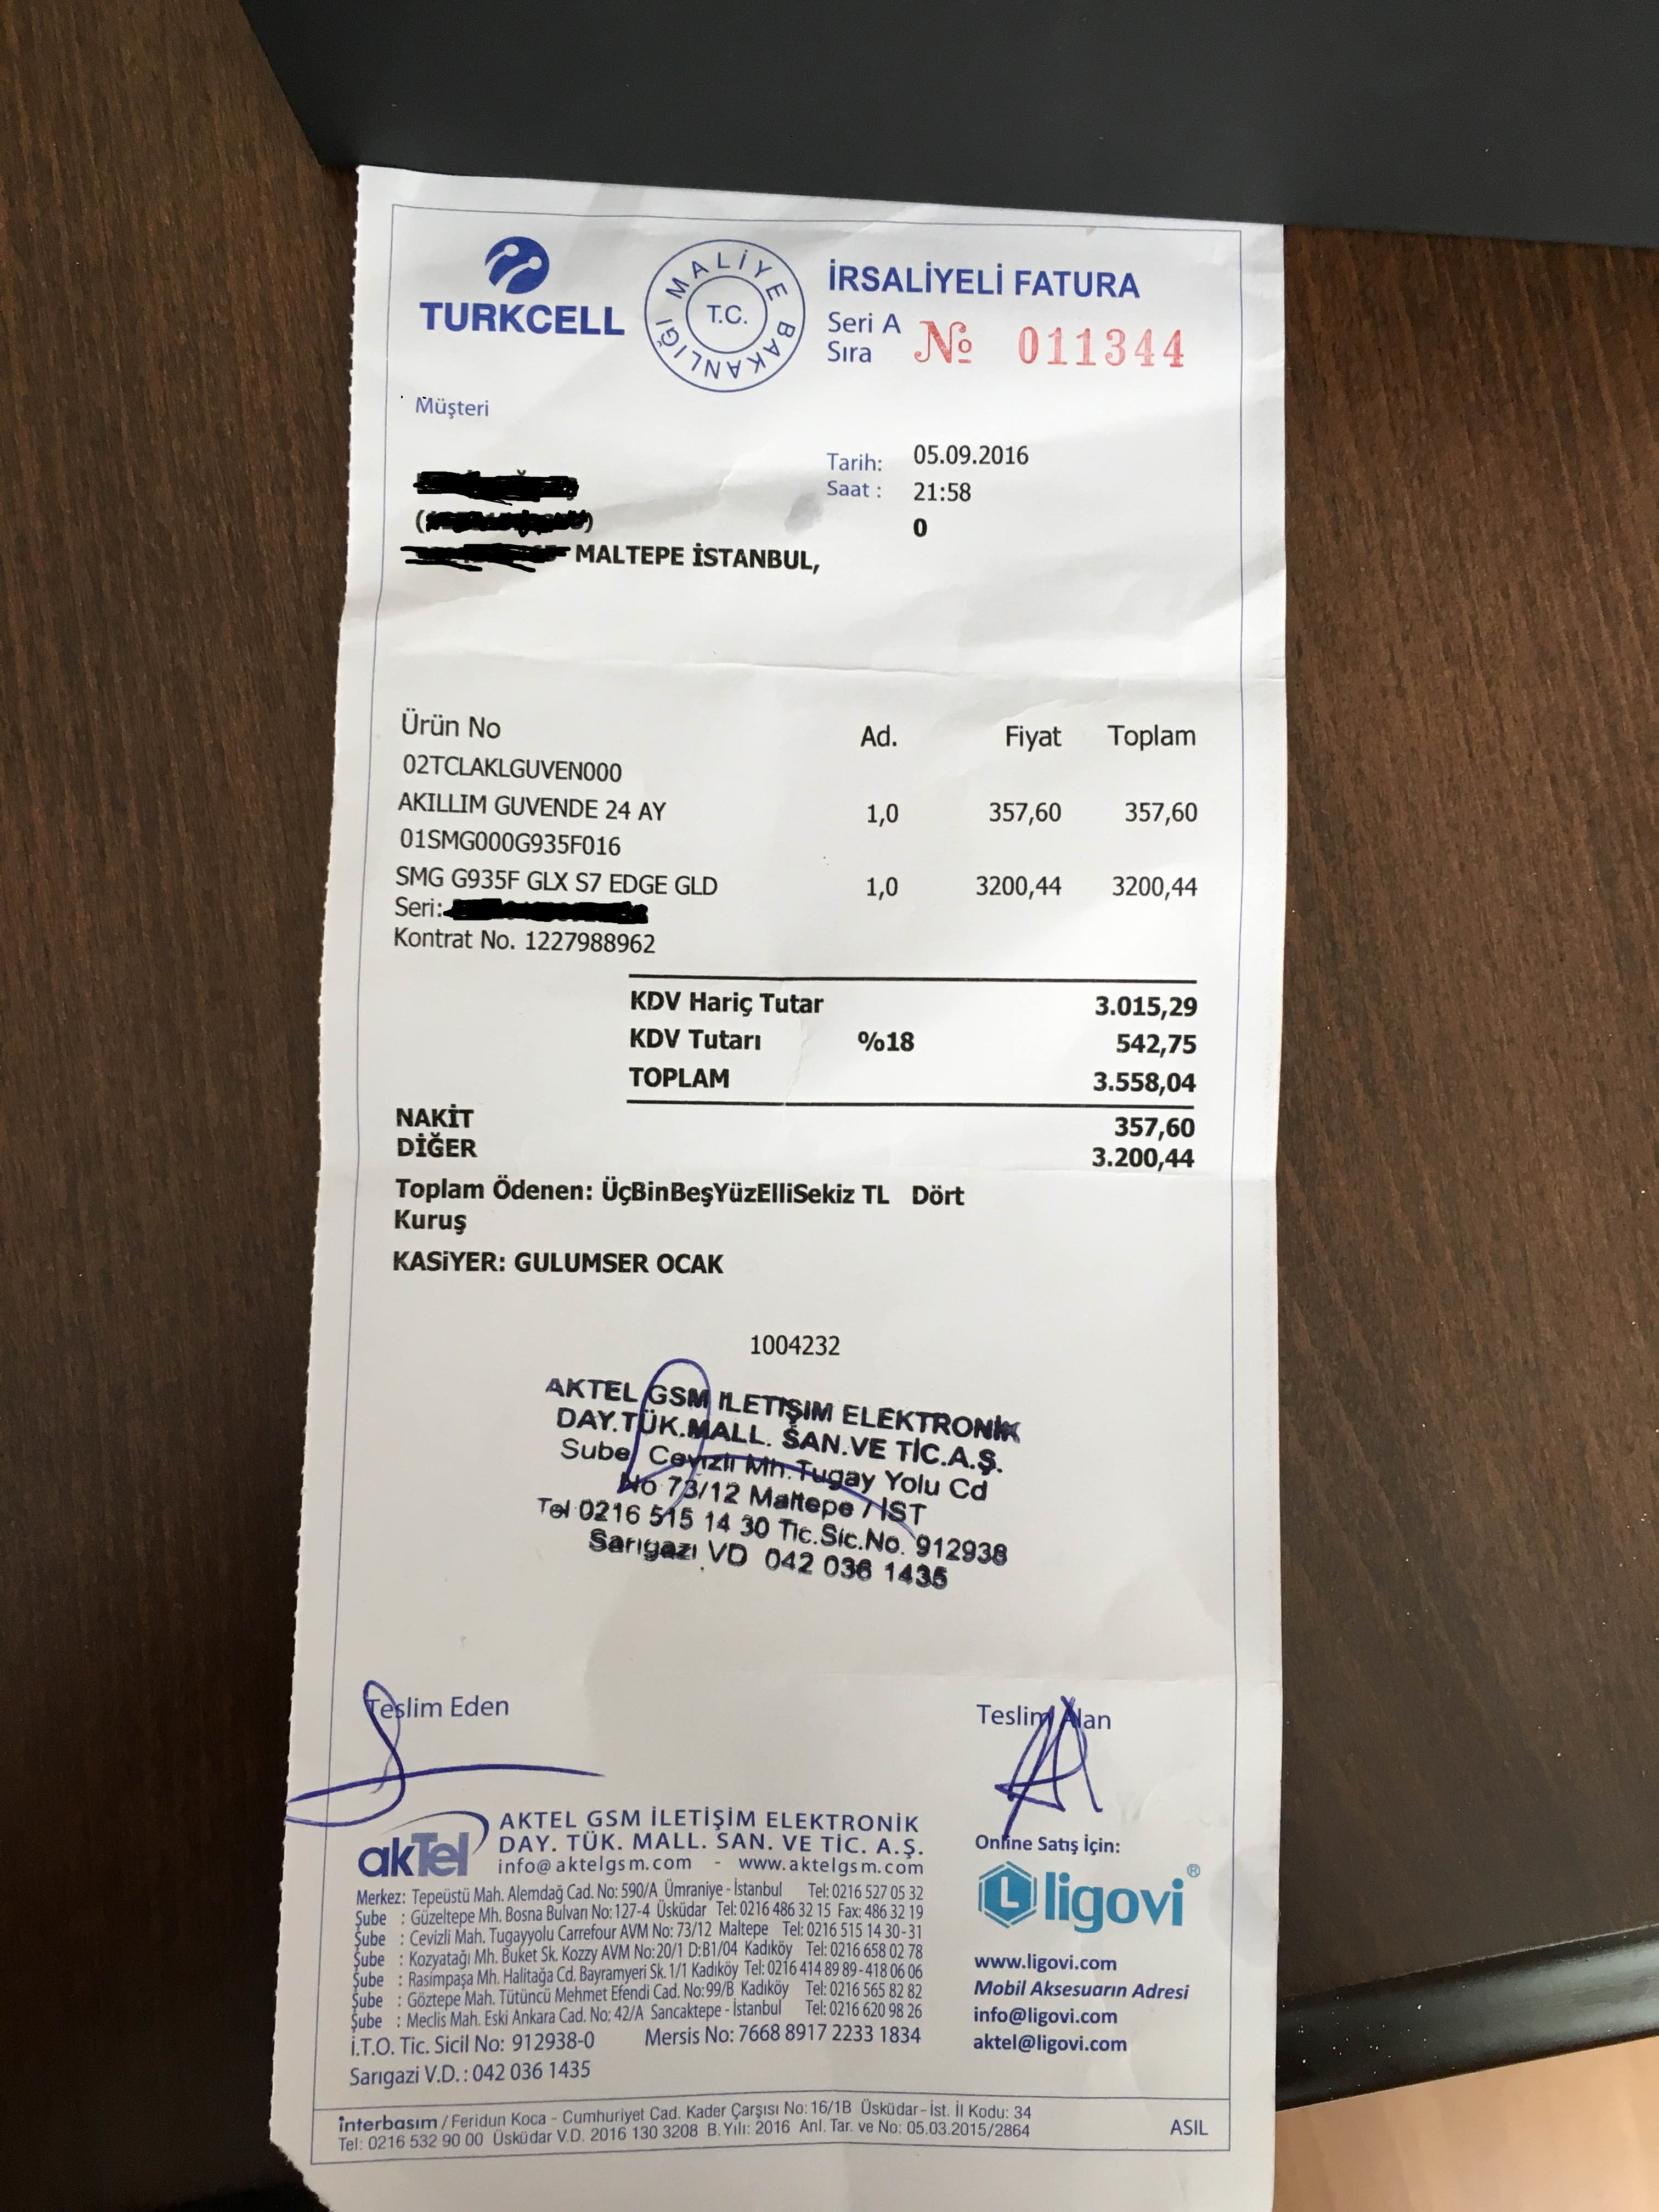 TURKCELL
T.C. MALİYE BAKANLIĞI
İRSALİYELİ FATURA
Seri A
Sıra № 011344
Müşteri
Tarih: 05.09.2016
Saat : 21:58
0
MALTEPE İSTANBUL,
Ürün No Ad. Fiyat Toplam
02TCLAKLGUVEN000
AKILLIM GUVENDE 24 AY 1,0 357,60 357,60
01SMG000G935F016
SMG G935F GLX S7 EDGE GLD 1,0 3200,44 3200,44
Seri:
Kontrat No. 1227988962
KDV Hariç Tutar 3.015,29
KDV Tutarı %18 542,75
TOPLAM 3.558,04
NAKİT 357,60
DİĞER 3.200,44
Toplam Ödenen: ÜçBinBeşYüzElliSekiz TL Dört
Kuruş
KASiYER: GULUMSER OCAK
1004232
AKTEL GSM İLETİŞIM ELEKTRONİK
DAY.TÜK.MALL. SAN.VE TİC.A.Ş.
Sube Cevizli Mh.Tugay Yolu Cd
No 73/12 Maltepe / İST
Tel 0216 515 14 30 Tic.Sic.No. 912938
Sarıgazi VD 042 036 1435
Teslim Eden
Teslim Alan
akTel
AKTEL GSM İLETİŞİM ELEKTRONİK
DAY. TÜK. MALL. SAN. VE TİC. A.Ş.
info@aktelgsm.com - www.aktelgsm.com
Merkez: Tepeüstü Mah. Alemdağ Cad. No: 590/A Ümraniye - İstanbul Tel: 0216 527 05 32
Şube : Güzeltepe Mh. Bosna Bulvarı No: 127-4 Üsküdar Tel: 0216 486 32 15 Fax: 486 32 19
Şube : Cevizli Mah. Tugayyolu Carrefour AVM No: 73/12 Maltepe Tel: 0216 515 14 30-31
Şube : Kozyatağı Mh. Buket Sk. Kozzy AVM No:20/1 D:B1/04 Kadıköy Tel: 0216 658 02 78
Şube : Rasimpaşa Mh. Halitağa Cd. Bayramyeri Sk. 1/1 Kadıköy Tel: 0216 414 89 89-418 06 06
Şube : Göztepe Mah. Tütüncü Mehmet Efendi Cad. No:99/B Kadıköy Tel: 0216 565 82 82
Şube : Meclis Mah. Eski Ankara Cad. No: 42/A Sancaktepe - İstanbul Tel: 0216 620 98 26
İ.T.O. Tic. Sicil No: 912938-0 Mersis No: 7668 8917 2233 1834
Sarıgazi V.D. : 042 036 1435
Online Satış İçin:
ligovi®
www.ligovi.com
Mobil Aksesuarın Adresi
info@ligovi.com
aktel@ligovi.com
interbasım / Feridun Koca - Cumhuriyet Cad. Kader Çarşısı No: 16/1B Üsküdar - İst. İl Kodu: 34
Tel: 0216 532 90 00 Üsküdar V.D. 2016 130 3208 B. Yılı: 2016 Anl. Tar. ve No: 05.03.2015/2864
ASIL